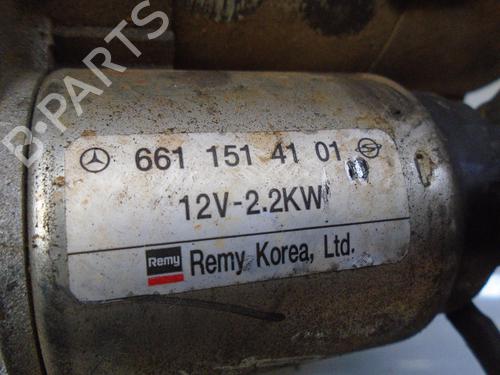 B-PARTS
661 151 41 01
12V-2.2KW
Remy Remy Korea, Ltd.